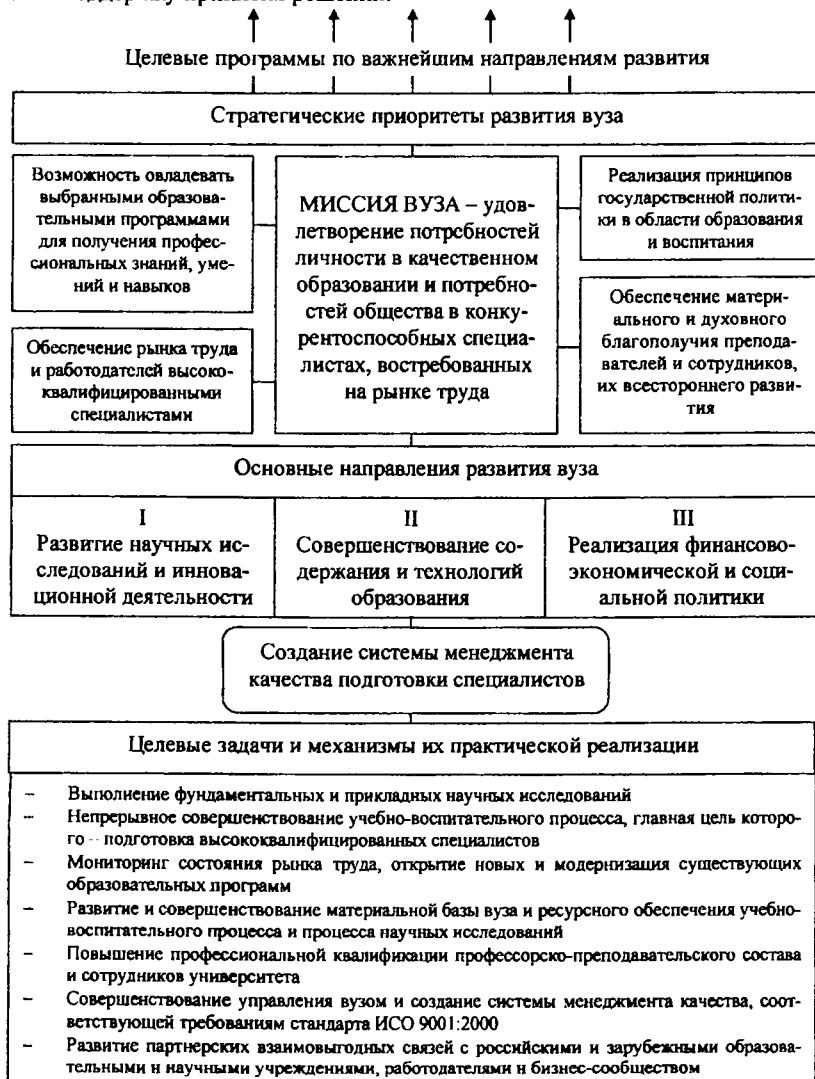 принятия решений.
Целевые программы по важнейшим направлениям развития
Стратегические приоритеты развития вуза
Возможность овладевать
выбранными образова-
тельными программами
для получения профес-
сиональных знаний, уме-
ний и навыков
Обеспечение рынка труда
и работодателей высоко-
квалифицированными
специалистами
МИССИЯ ВУЗА – удов-
летворение потребностей
личности в качественном
образовании и потребно-
стей общества в конку-
рентоспособных специа-
листах, востребованных
на рынке труда
Реализация принципов
государственной полити-
ки в области образования
и воспитания
Обеспечение матери-
ального и духовного
благополучия препода-
вателей и сотрудников,
их всестороннего разви-
тия
Основные направления развития вуза
I
Развитие научных ис-
следований и иннова-
ционной деятельности
II
Совершенствование со-
держания и технологий
образования
III
Реализация финансово-
экономической и соци-
альной политики
Создание системы менеджмента
качества подготовки специалистов
Целевые задачи и механизмы их практической реализации
– Выполнение фундаментальных и прикладных научных исследований
– Непрерывное совершенствование учебно-воспитательного процесса, главная цель которо-
го – подготовка высококвалифицированных специалистов
– Мониторинг состояния рынка труда, открытие новых и модернизация существующих
образовательных программ
– Развитие и совершенствование материальной базы вуза и ресурсного обеспечения учебно-
воспитательного процесса и процесса научных исследований
– Повышение профессиональной квалификации профессорско-преподавательского состава
и сотрудников университета
– Совершенствование управления вузом и создание системы менеджмента качества, соот-
ветствующей требованиям стандарта ИСО 9001:2000
– Развитие партнерских взаимовыгодных связей с российскими и зарубежными образова-
тельными и научными учреждениями, работодателями и бизнес-сообществом